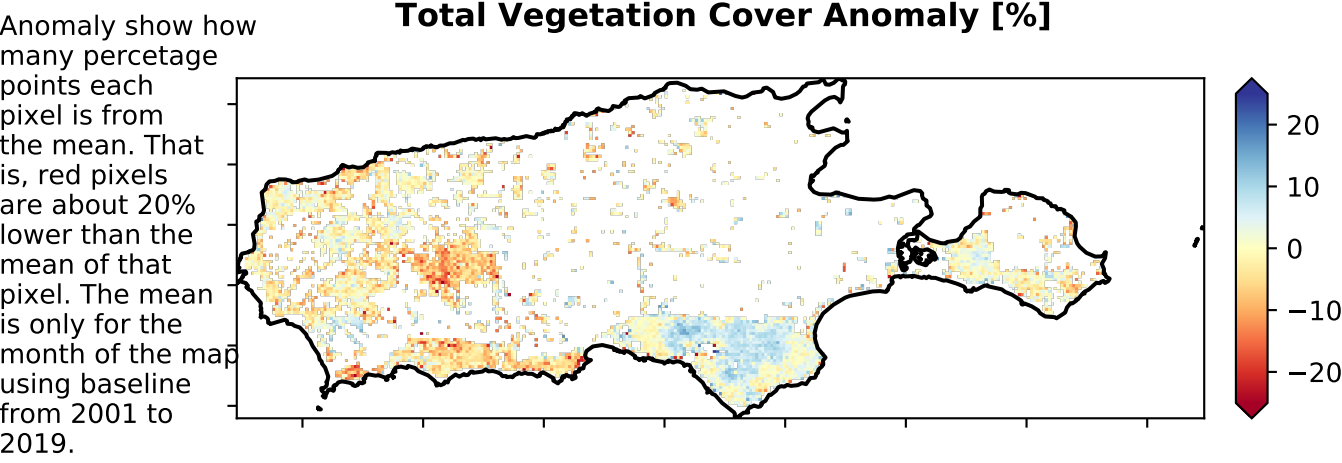 Total Vegetation Cover Anomaly [%]
Anomaly show how
many percetage
points each
pixel is from
the mean. That
is, red pixels
are about 20%
lower than the
mean of that
pixel. The mean
is only for the
month of the map
using baseline
from 2001 to
2019.
20
10
0
−10
−20